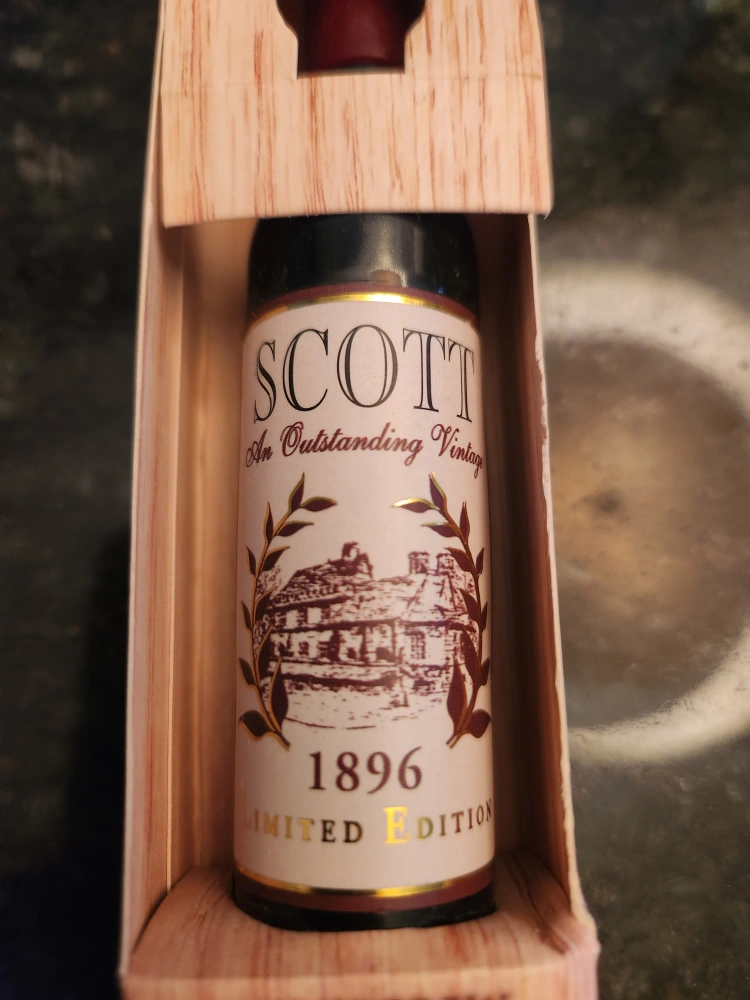 SCOTT
An Outstanding Vintage
1896
LIMITED EDITION